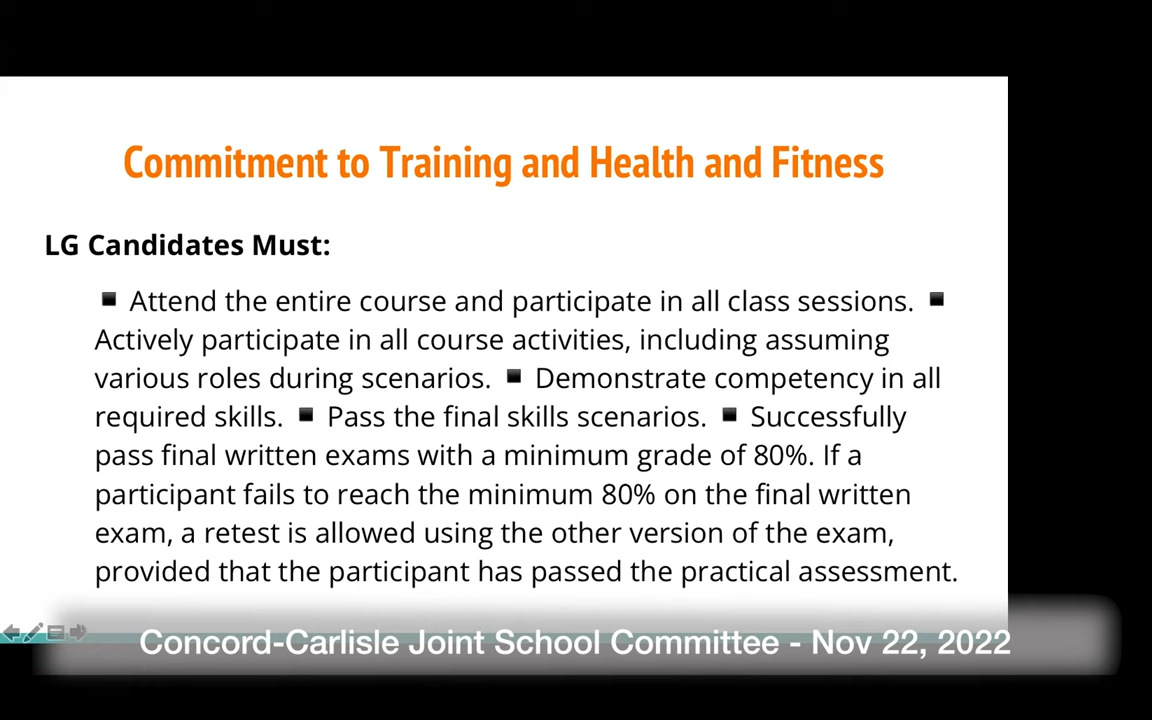 Commitment to Training and Health and Fitness
LG Candidates Must:
▪ Attend the entire course and participate in all class sessions. ▪
Actively participate in all course activities, including assuming
various roles during scenarios. ▪ Demonstrate competency in all
required skills. ▪ Pass the final skills scenarios. ▪ Successfully
pass final written exams with a minimum grade of 80%. If a
participant fails to reach the minimum 80% on the final written
exam, a retest is allowed using the other version of the exam,
provided that the participant has passed the practical assessment.
Concord-Carlisle Joint School Committee - Nov 22, 2022